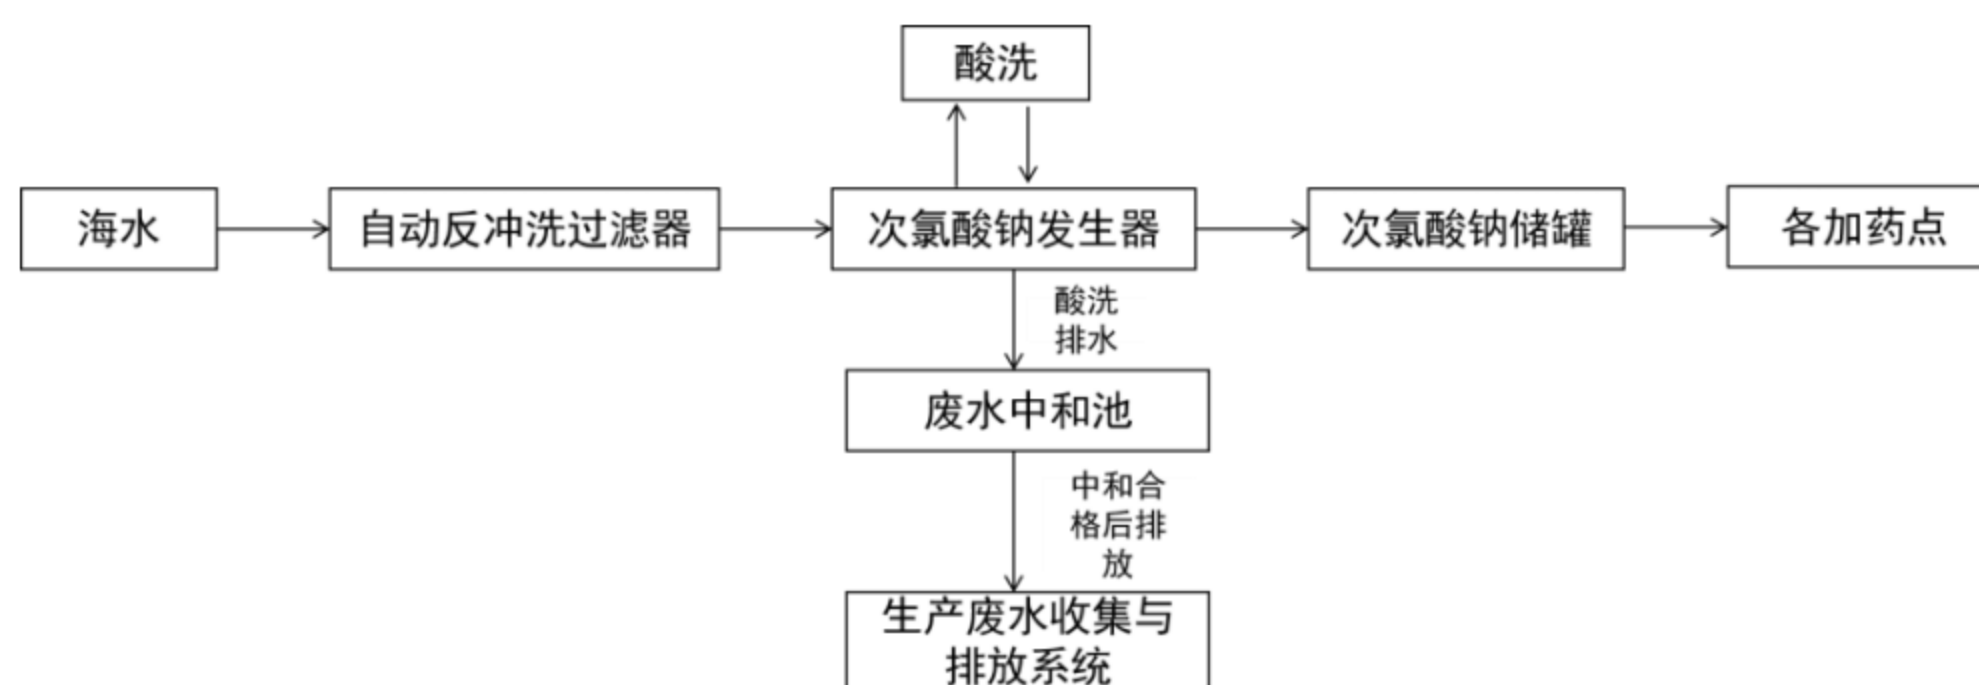 酸洗
海水
自动反冲洗过滤器
次氯酸钠发生器
次氯酸钠储罐
各加药点
酸洗
排水
废水中和池
中和合
格后排
放
生产废水收集与
排放系统